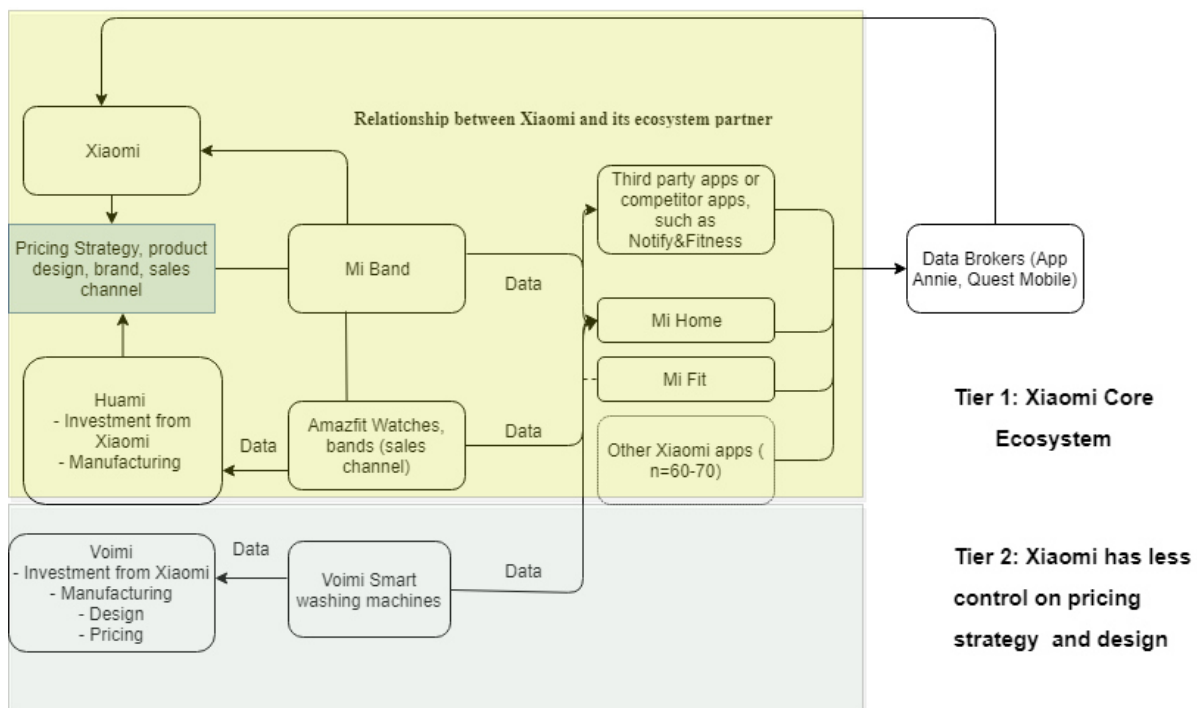 Relationship between Xiaomi and its ecosystem partner
Xiaomi
Pricing Strategy, product
design, brand, sales
channel
Mi Band
Data
Third party apps or
competitor apps,
such as
Notify&Fitness
Data Brokers (App
Annie, Quest Mobile)
Mi Home
Mi Fit
Huami
- Investment from
Xiaomi
- Manufacturing
Data
Amazfit Watches,
bands (sales
channel)
Data
Other Xiaomi apps (
n=60-70)
Tier 1: Xiaomi Core
Ecosystem
Voimi
- Investment from Xiaomi
- Manufacturing
- Design
- Pricing
Data
Voimi Smart
washing machines
Data
Tier 2: Xiaomi has less
control on pricing
strategy and design